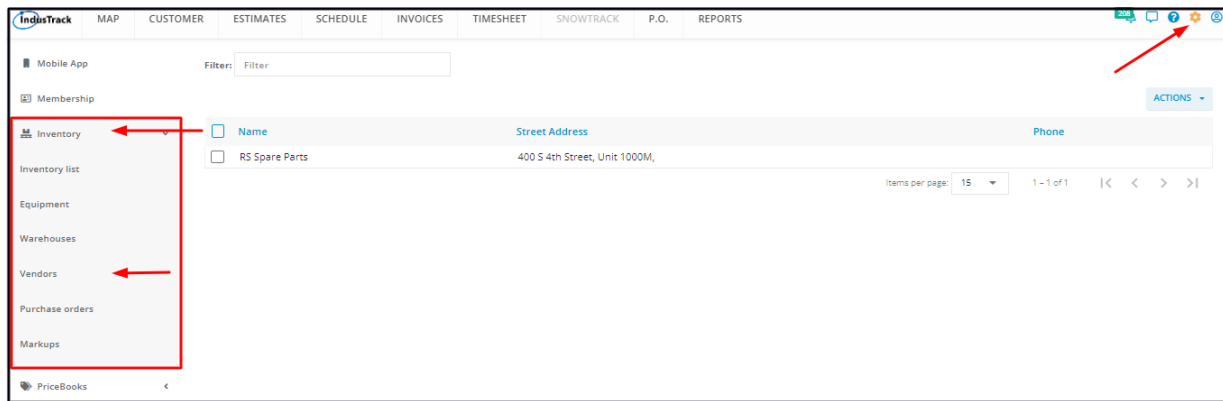 IndusTrack MAP CUSTOMER ESTIMATES SCHEDULE INVOICES TIMESHEET SNOWTRACK P.O. REPORTS 208
Mobile App Filter: Filter
Membership ACTIONS
Inventory Name Street Address Phone
RS Spare Parts 400 S 4th Street, Unit 1000M,
Inventory list
Items per page: 15 1 – 1 of 1
Equipment
Warehouses
Vendors
Purchase orders
Markups
PriceBooks